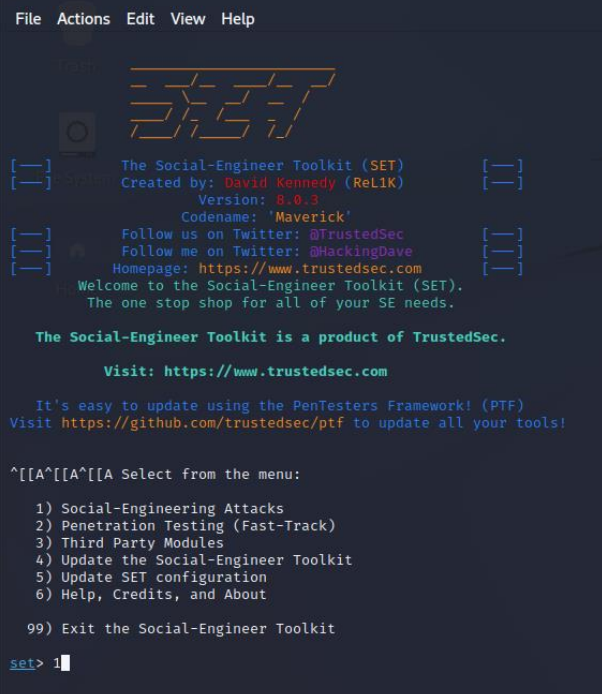 File Actions Edit View Help
[---] The Social-Engineer Toolkit (SET) [---]
[---] Created by: David Kennedy (ReL1K) [---]
Version: 8.0.3
Codename: 'Maverick'
[---] Follow us on Twitter: @TrustedSec [---]
[---] Follow me on Twitter: @HackingDave [---]
[---] Homepage: https://www.trustedsec.com [---]
Welcome to the Social-Engineer Toolkit (SET).
The one stop shop for all of your SE needs.
The Social-Engineer Toolkit is a product of TrustedSec.
Visit: https://www.trustedsec.com
It's easy to update using the PenTesters Framework! (PTF)
Visit https://github.com/trustedsec/ptf to update all your tools!
^[[A^[[A^[[A Select from the menu:
1) Social-Engineering Attacks
2) Penetration Testing (Fast-Track)
3) Third Party Modules
4) Update the Social-Engineer Toolkit
5) Update SET configuration
6) Help, Credits, and About
99) Exit the Social-Engineer Toolkit
set> 1